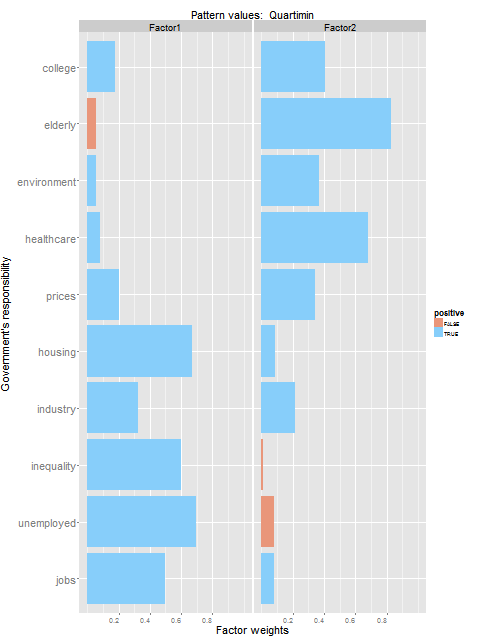 Pattern values: Quartimin
Factor1
Factor2
college
elderly
environment
healthcare
prices
housing
industry
inequality
unemployed
jobs
Government's responsibility
0.2 0.4 0.6 0.8
0.2 0.4 0.6 0.8
Factor weights
positive
FALSE
TRUE